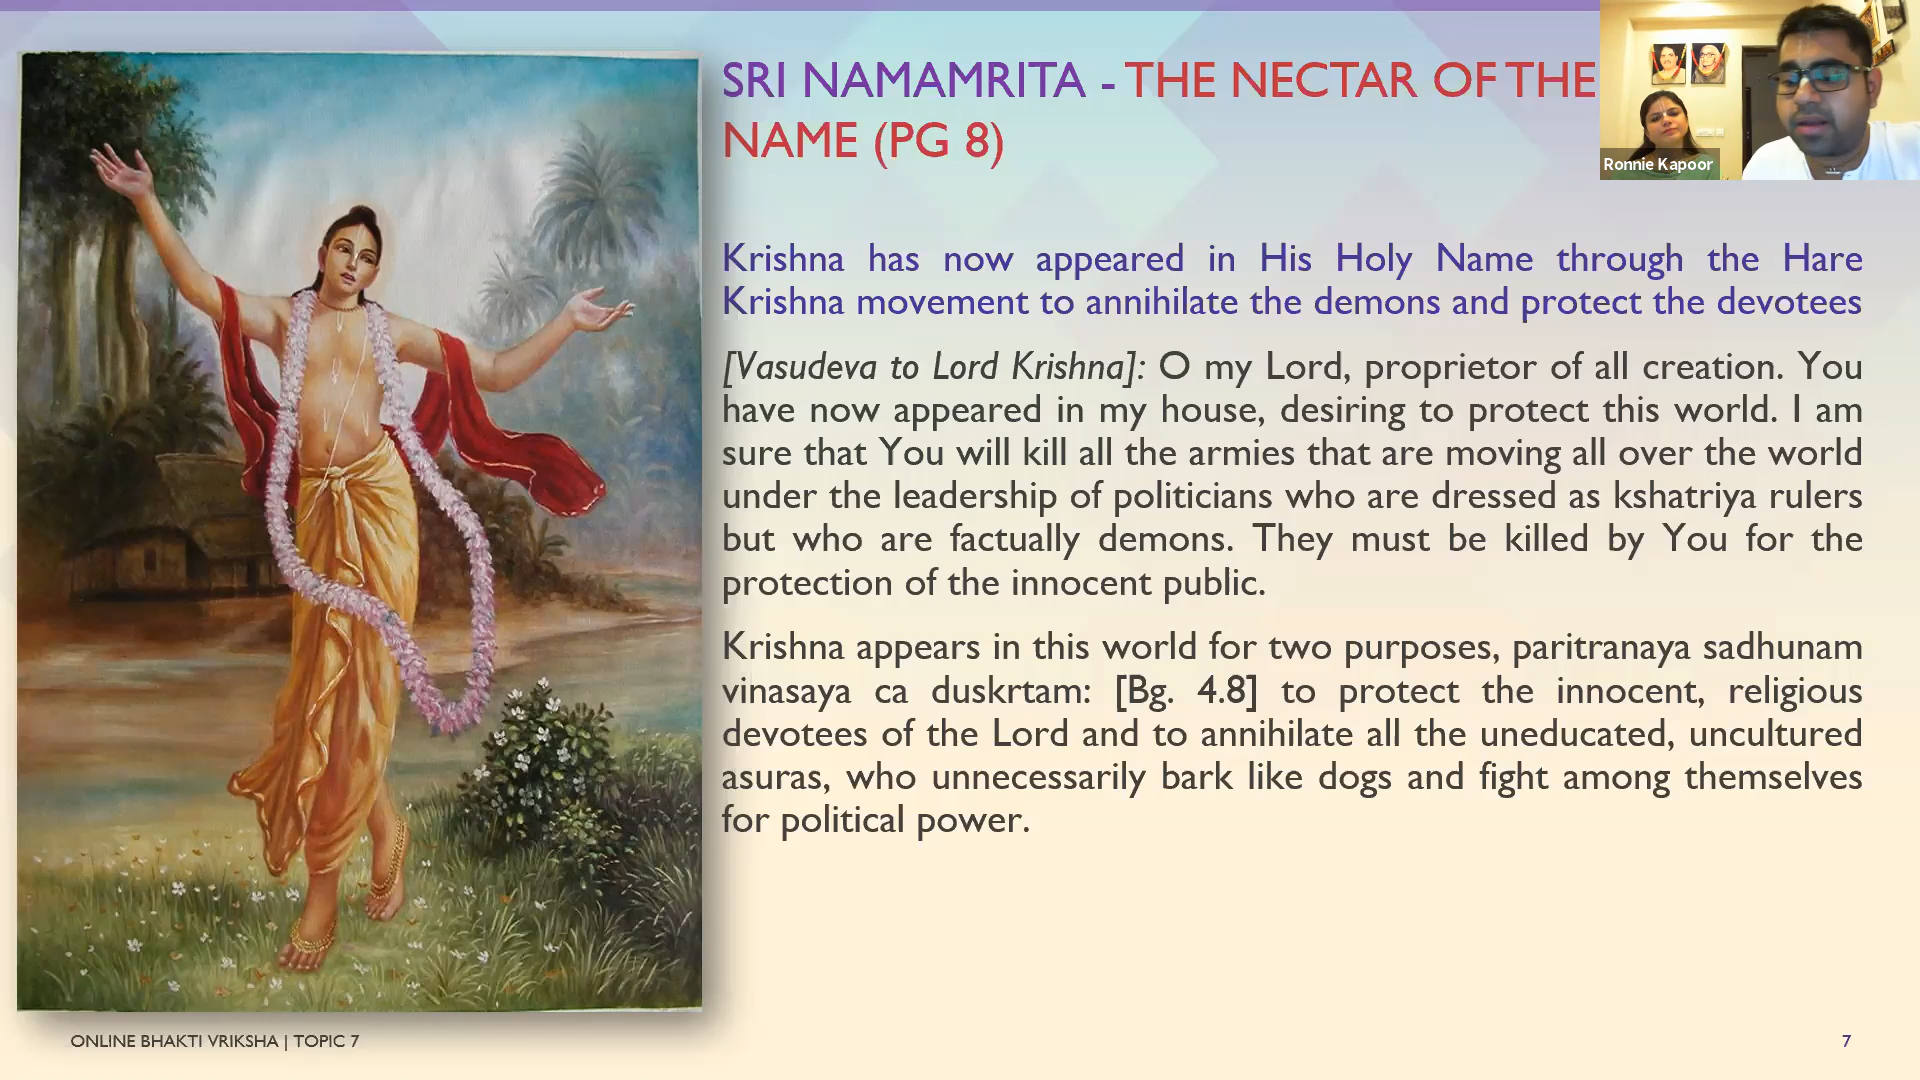 SRI NAMAMRITA - THE NECTAR OF THE
NAME (PG 8)
Ronnie Kapoor
Krishna has now appeared in His Holy Name through the Hare
Krishna movement to annihilate the demons and protect the devotees
[Vasudeva to Lord Krishna]: O my Lord, proprietor of all creation. You
have now appeared in my house, desiring to protect this world. I am
sure that You will kill all the armies that are moving all over the world
under the leadership of politicians who are dressed as kshatriya rulers
but who are factually demons. They must be killed by You for the
protection of the innocent public.
Krishna appears in this world for two purposes, paritranaya sadhunam
vinasaya ca duskrtam: [Bg. 4.8] to protect the innocent, religious
devotees of the Lord and to annihilate all the uneducated, uncultured
asuras, who unnecessarily bark like dogs and fight among themselves
for political power.
ONLINE BHAKTI VRIKSHA | TOPIC 7
7